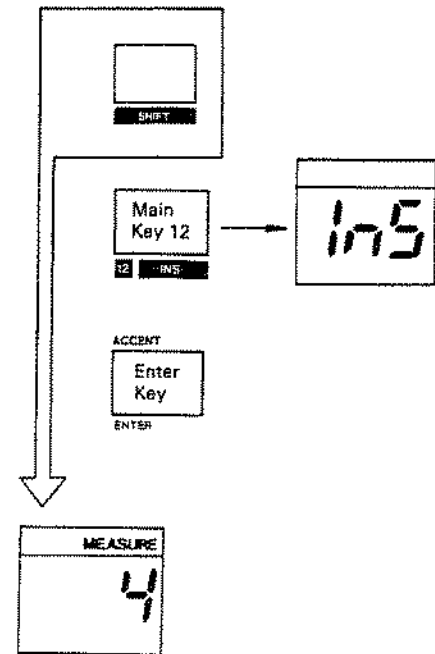 SHIFT
Main
Key 12
InS
12 INS
ACCENT
Enter
Key
ENTER
MEASURE
4